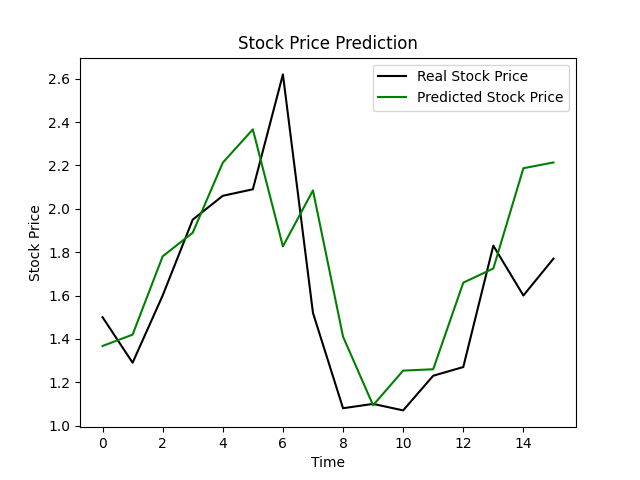 Stock Price Prediction
Real Stock Price
Predicted Stock Price
Stock Price
2.6
2.4
2.2
2.0
1.8
1.6
1.4
1.2
1.0
0 2 4 6 8 10 12 14
Time